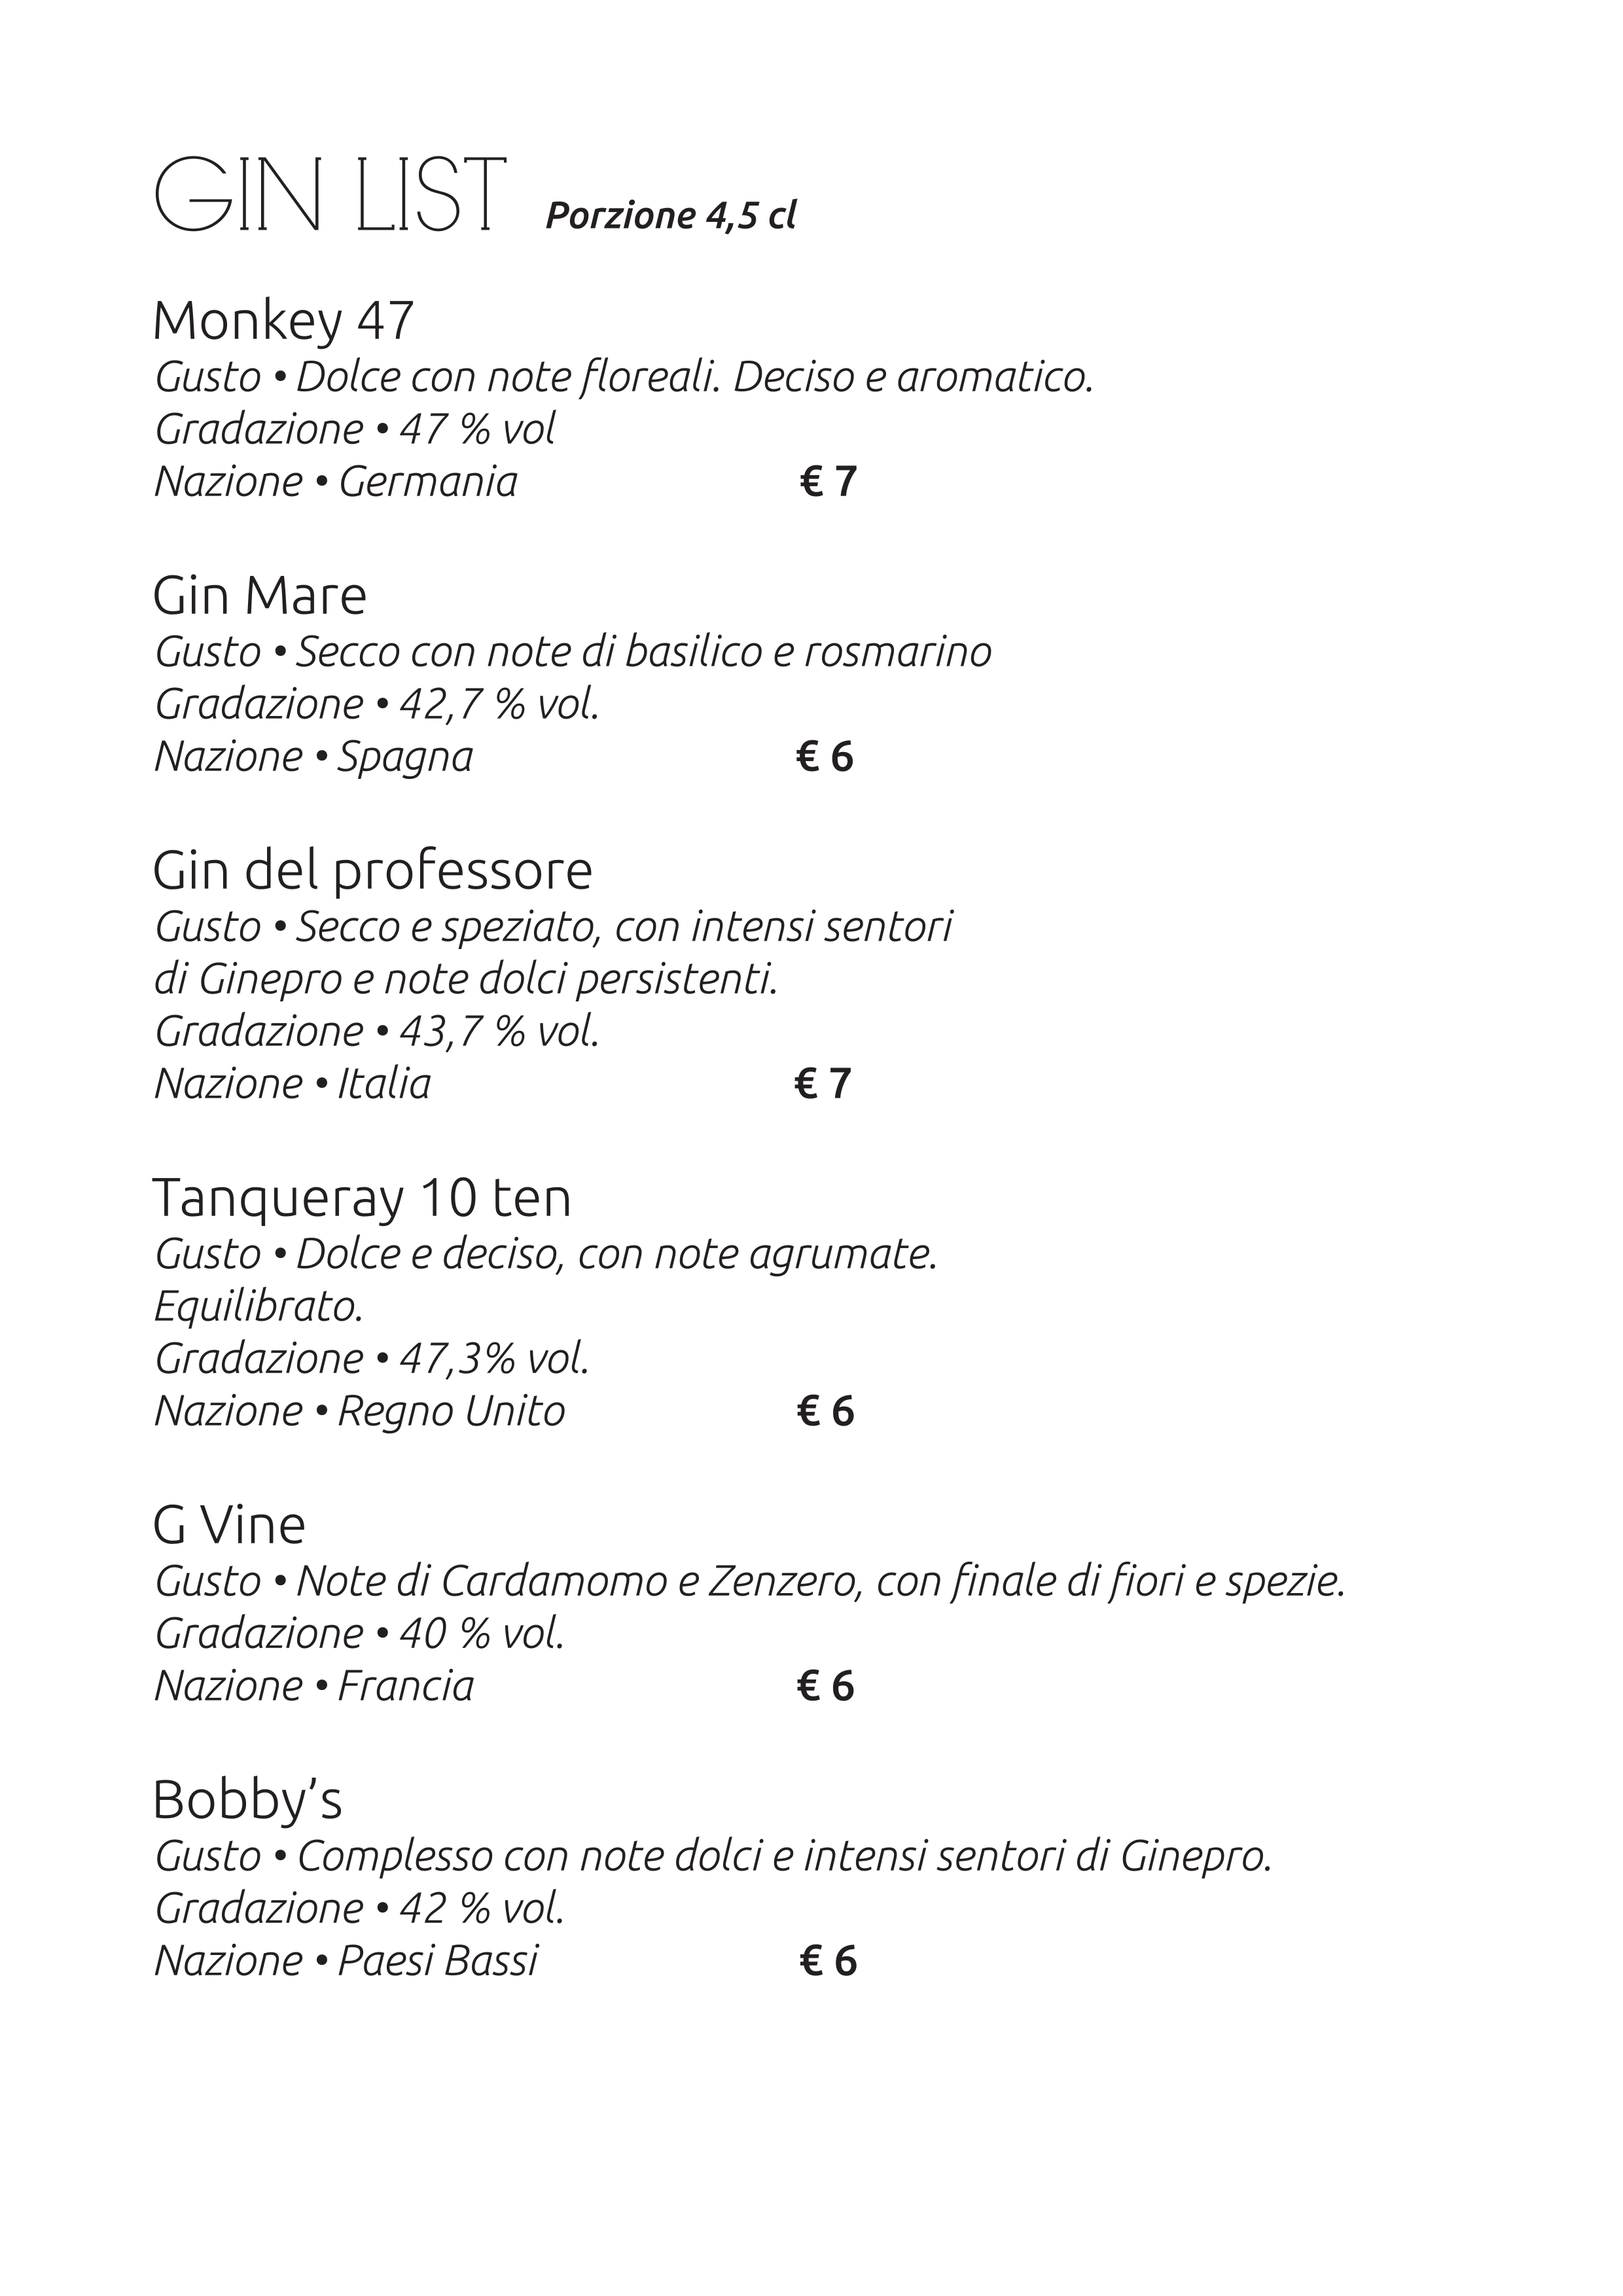 GIN LIST Porzione 4,5 cl
Monkey 47
Gusto • Dolce con note floreali. Deciso e aromatico.
Gradazione • 47 % vol
Nazione • Germania € 7
Gin Mare
Gusto • Secco con note di basilico e rosmarino
Gradazione • 42,7 % vol.
Nazione • Spagna € 6
Gin del professore
Gusto • Secco e speziato, con intensi sentori
di Ginepro e note dolci persistenti.
Gradazione • 43,7 % vol.
Nazione • Italia € 7
Tanqueray 10 ten
Gusto • Dolce e deciso, con note agrumate.
Equilibrato.
Gradazione • 47,3% vol.
Nazione • Regno Unito € 6
G Vine
Gusto • Note di Cardamomo e Zenzero, con finale di fiori e spezie.
Gradazione • 40 % vol.
Nazione • Francia € 6
Bobby’s
Gusto • Complesso con note dolci e intensi sentori di Ginepro.
Gradazione • 42 % vol.
Nazione • Paesi Bassi € 6